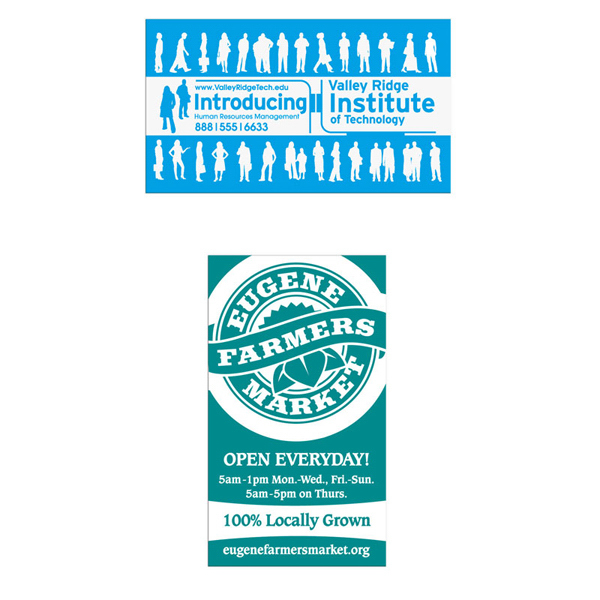 www.ValleyRidgeTech.edu
Introducing
Human Resources Management
888|555|6633
Valley Ridge
Institute
of Technology
EUGENE
FARMERS
MARKET
OPEN EVERYDAY!
5am-1pm Mon.-Wed., Fri.-Sun.
5am-5pm on Thurs.
100% Locally Grown
eugenefarmersmarket.org